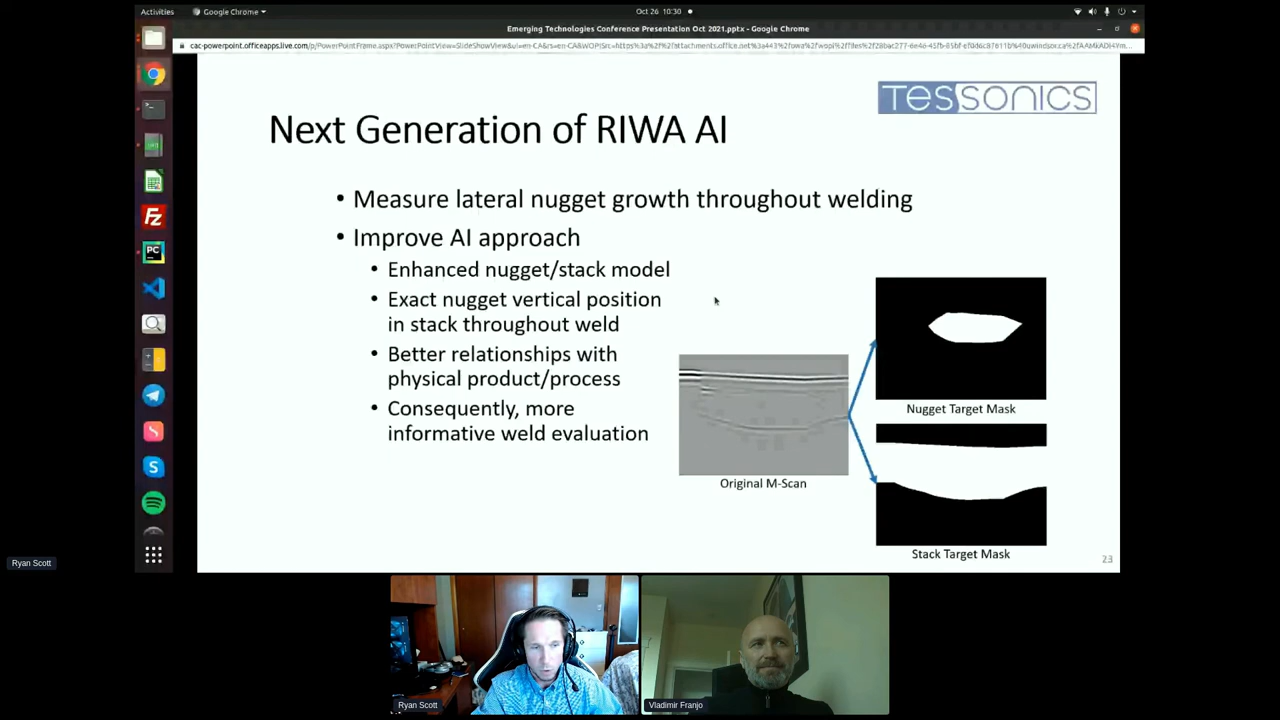 Activities
Google Chrome
Oct 26 10:30
Emerging Technologies Conference Presentation Oct 2021.pptx - Google Chrome
TESSONICS
Next Generation of RIWA AI
• Measure lateral nugget growth throughout welding
• Improve AI approach
• Enhanced nugget/stack model
• Exact nugget vertical position
in stack throughout weld
• Better relationships with
physical product/process
• Consequently, more
informative weld evaluation
Original M-Scan
Nugget Target Mask
Stack Target Mask
23
Ryan Scott
Ryan Scott
Vladimir Franjo